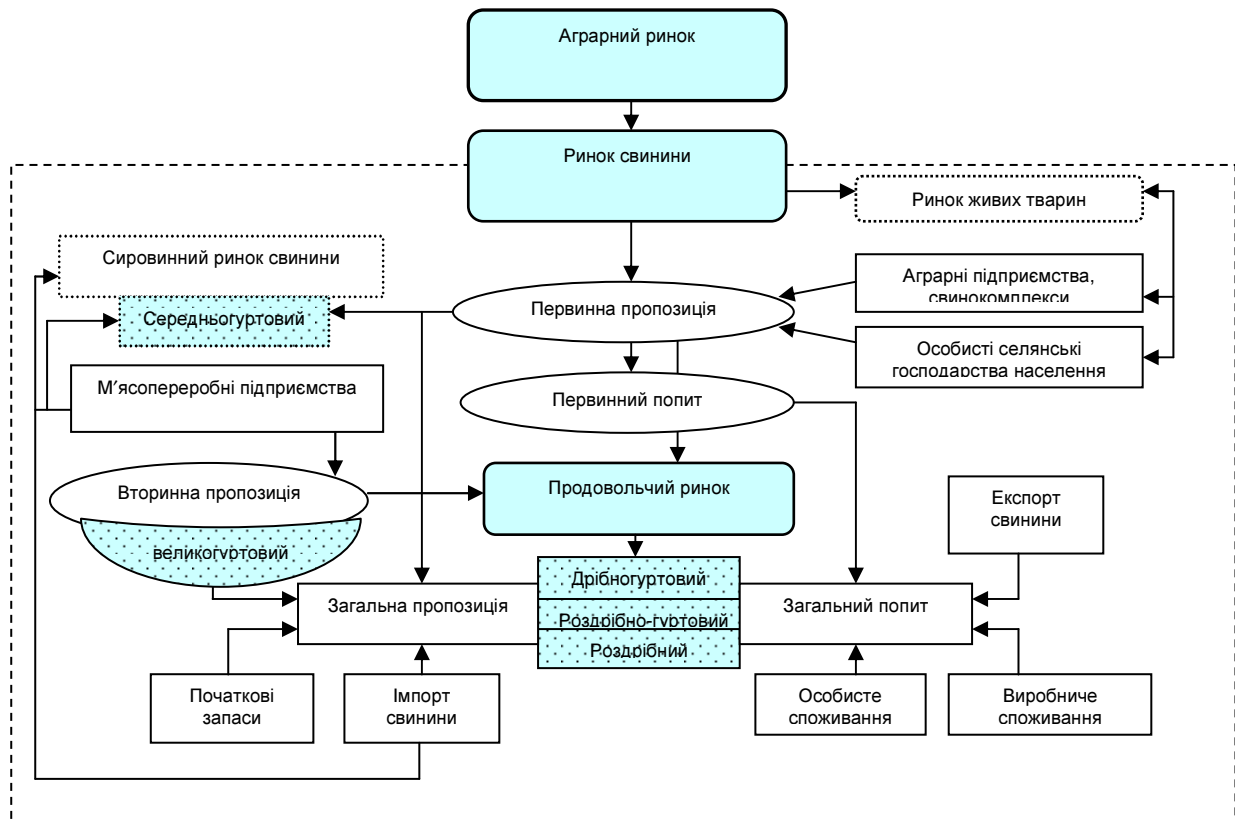 Аграрний ринок
Ринок свинини
Ринок живих тварин
Сировинний ринок свинини
Середньогуртовий
Аграрні підприємства,
свинокомплекси
Первинна пропозиція
Особисті селянські
господарства населення
М′ясопереробні підприємства
Первинний попит
Вторинна пропозиція
великогуртовий
Продовольчий ринок
Експорт
свинини
Дрібногуртовий
Роздрібно-гуртовий
Роздрібний
Загальна пропозиція
Загальний попит
Початкові
запаси
Імпорт
свинини
Особисте
споживання
Виробниче
споживання